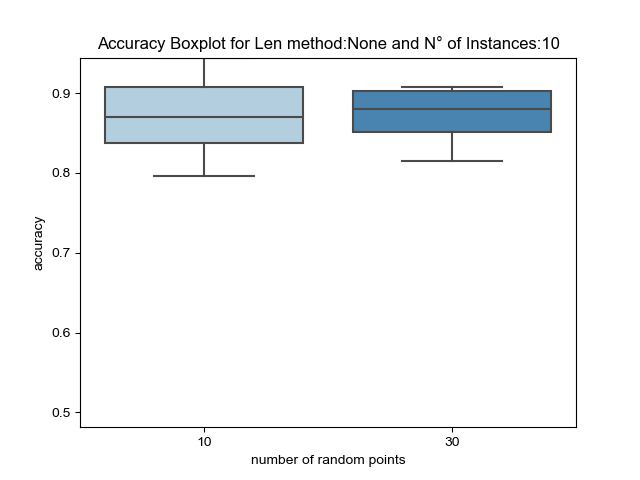 Accuracy Boxplot for Len method:None and N° of Instances:10
0.9
0.8
0.7
0.6
0.5
accuracy
10
30
number of random points